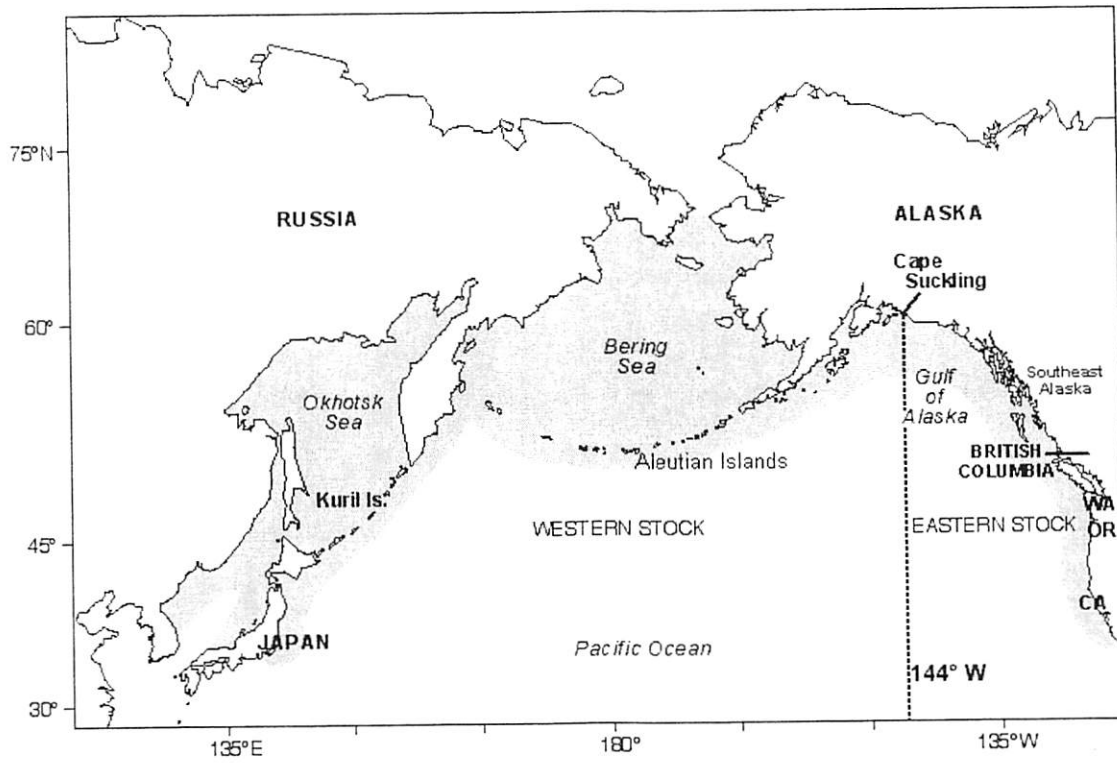 75°N
RUSSIA
ALASKA
Cape
Suckling
60°
Bering
Sea
Okhotsk
Sea
Gulf
of
Alaska
Southeast
Alaska
Aleutian Islands
BRITISH
COLUMBIA
Kuril Is.
WA
WESTERN STOCK
EASTERN STOCK
OR
45°
CA
JAPAN
Pacific Ocean
144° W
30°
135°E
180°
135°W